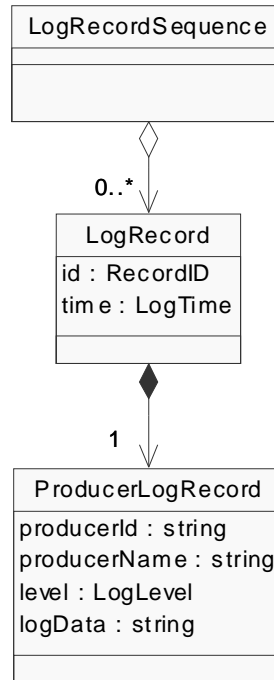 LogRecordSequence
0..*
LogRecord
id : RecordID
time : LogTime
1
ProducerLogRecord
producerId : string
producerName : string
level : LogLevel
logData : string